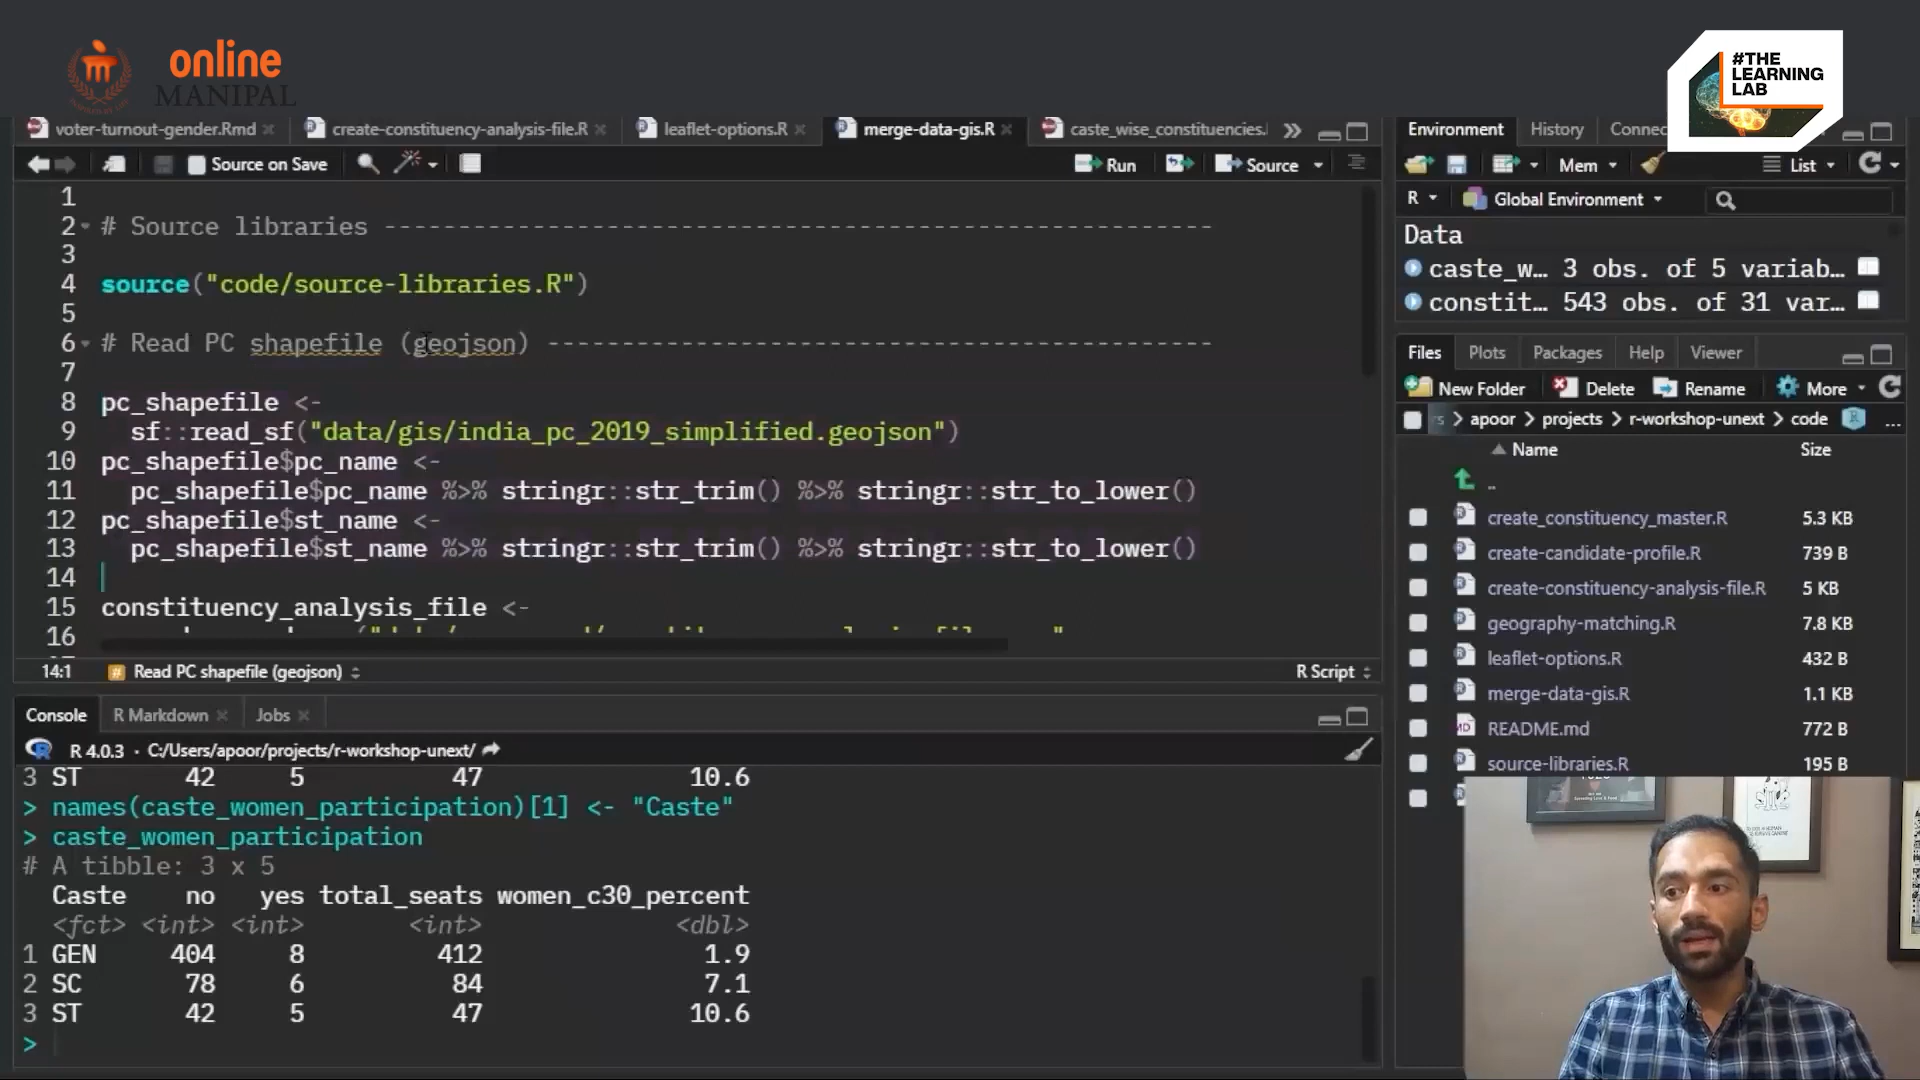 online
MANIPAL
#THE
LEARNING
LAB
voter-turnout-gender.Rmd
create-constituency-analysis-file.R
leaflet-options.R
merge-data-gis.R
caste_wise_constituencies.
Source on Save
Run
Source
1
2 # Source libraries
3
4 source("code/source-libraries.R")
5
6 # Read PC shapefile (geojson)
7
8 pc_shapefile <-
9 sf::read_sf("data/gis/india_pc_2019_simplified.geojson")
10 pc_shapefile$pc_name <-
11 pc_shapefile$pc_name %>% stringr::str_trim() %>% stringr::str_to_lower()
12 pc_shapefile$st_name <-
13 pc_shapefile$st_name %>% stringr::str_trim() %>% stringr::str_to_lower()
14
15 constituency_analysis_file <-
16
14:1 # Read PC shapefile (geojson) R Script
Console R Markdown Jobs
R 4.0.3 · C:/Users/apoor/projects/r-workshop-unext/
3 ST 42 5 47 10.6
> names(caste_women_participation)[1] <- "Caste"
> caste_women_participation
# A tibble: 3 x 5
Caste no yes total_seats women_c30_percent
<fct> <int> <int> <int> <dbl>
1 GEN 404 8 412 1.9
2 SC 78 6 84 7.1
3 ST 42 5 47 10.6
>
Environment History Connec
Mem List
R Global Environment
Data
caste_w... 3 obs. of 5 variab...
constit... 543 obs. of 31 var...
Files Plots Packages Help Viewer
New Folder Delete Rename More
s > apoor > projects > r-workshop-unext > code ...
Name Size
..
create_constituency_master.R 5.3 KB
create-candidate-profile.R 739 B
create-constituency-analysis-file.R 5 KB
geography-matching.R 7.8 KB
leaflet-options.R 432 B
merge-data-gis.R 1.1 KB
README.md 772 B
source-libraries.R 195 B